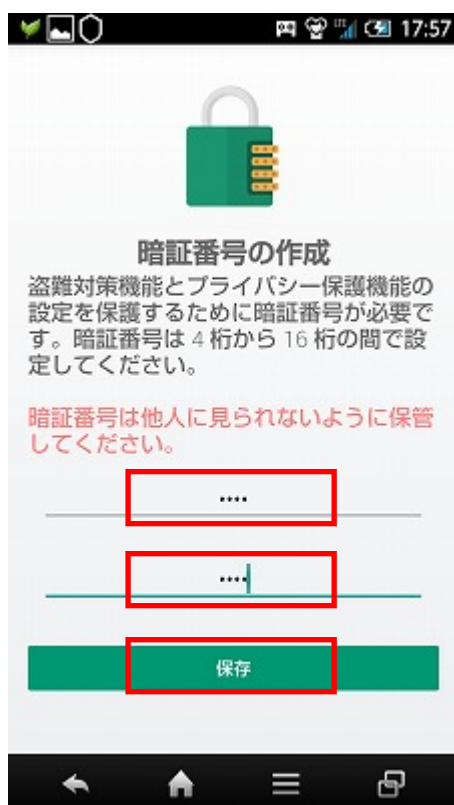 17:57
暗証番号の作成
盗難対策機能とプライバシー保護機能の
設定を保護するために暗証番号が必要で
す。暗証番号は 4 桁から 16 桁の間で設
定してください。
暗証番号は他人に見られないように保管
してください。
••••
••••
保存